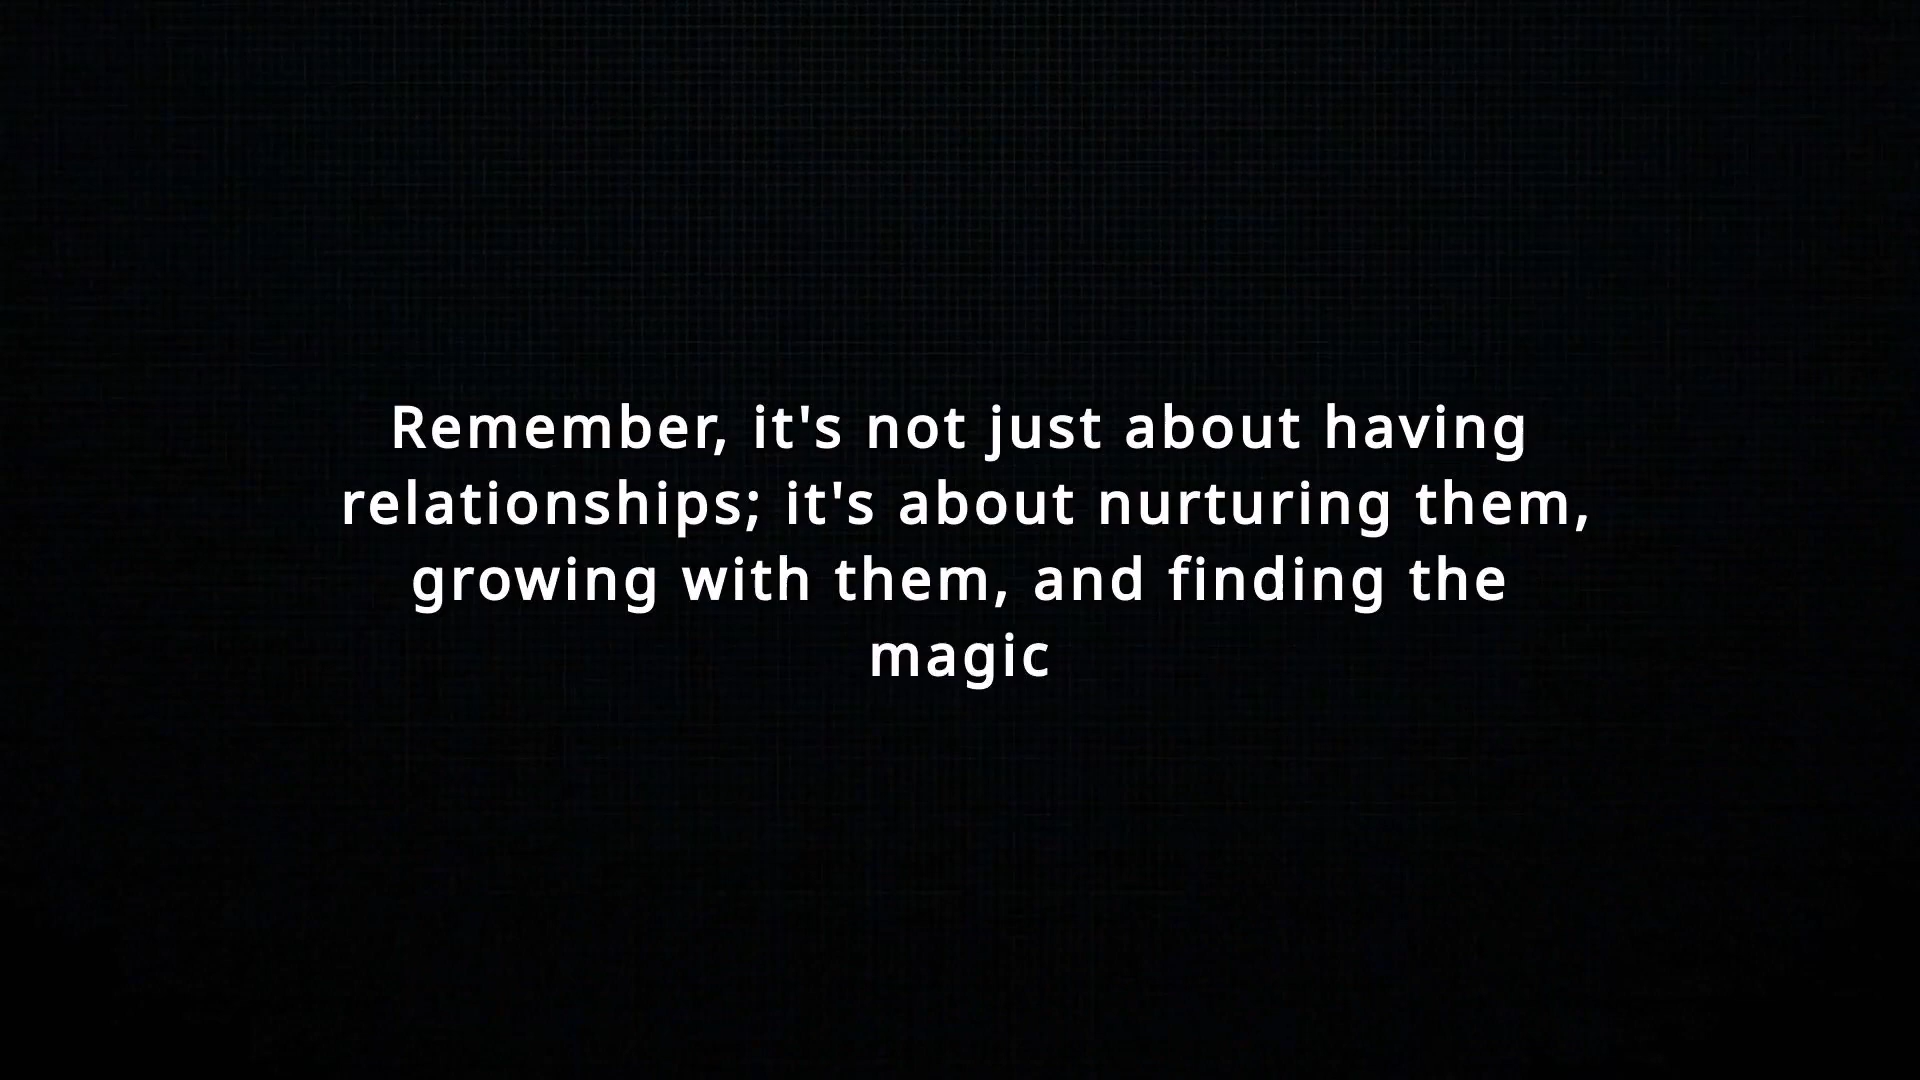 Remember, it's not just about having
relationships; it's about nurturing them,
growing with them, and finding the
magic